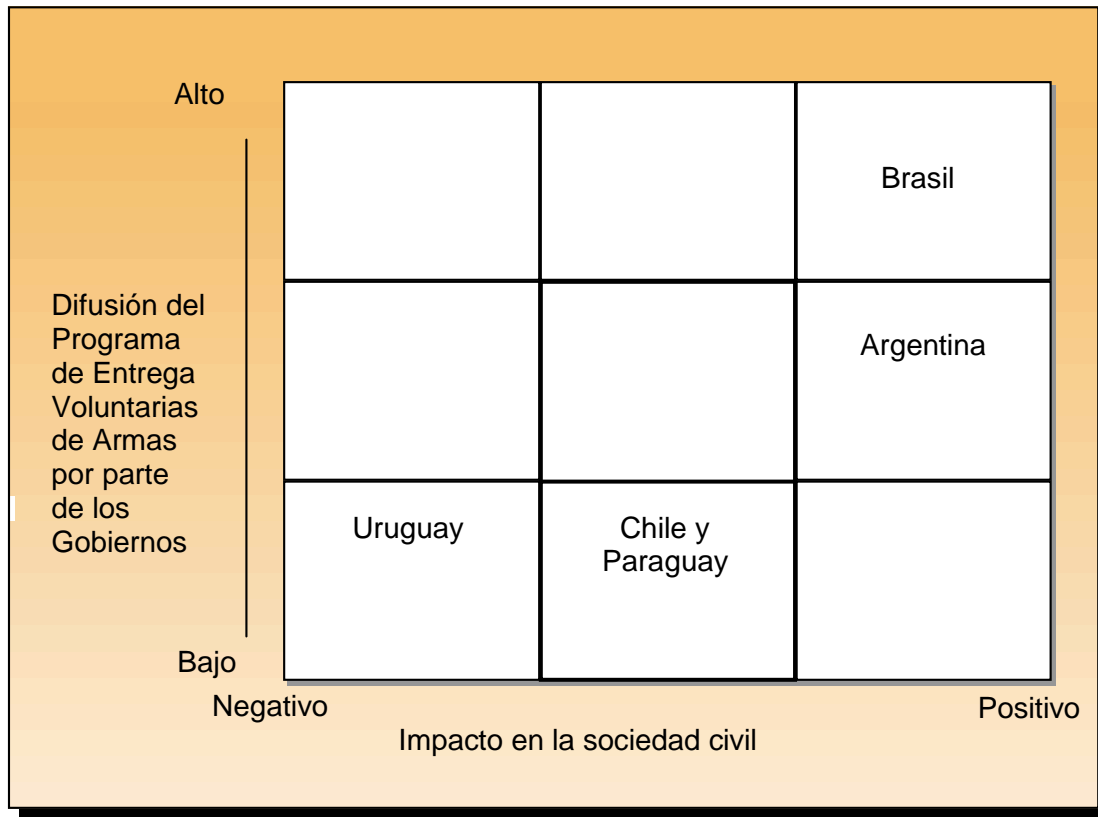 Alto
Brasil
Difusión del
Programa
de Entrega
Voluntarias
de Armas
por parte
de los
Gobiernos
Argentina
Uruguay
Chile y
Paraguay
Bajo
Negativo
Positivo
Impacto en la sociedad civil